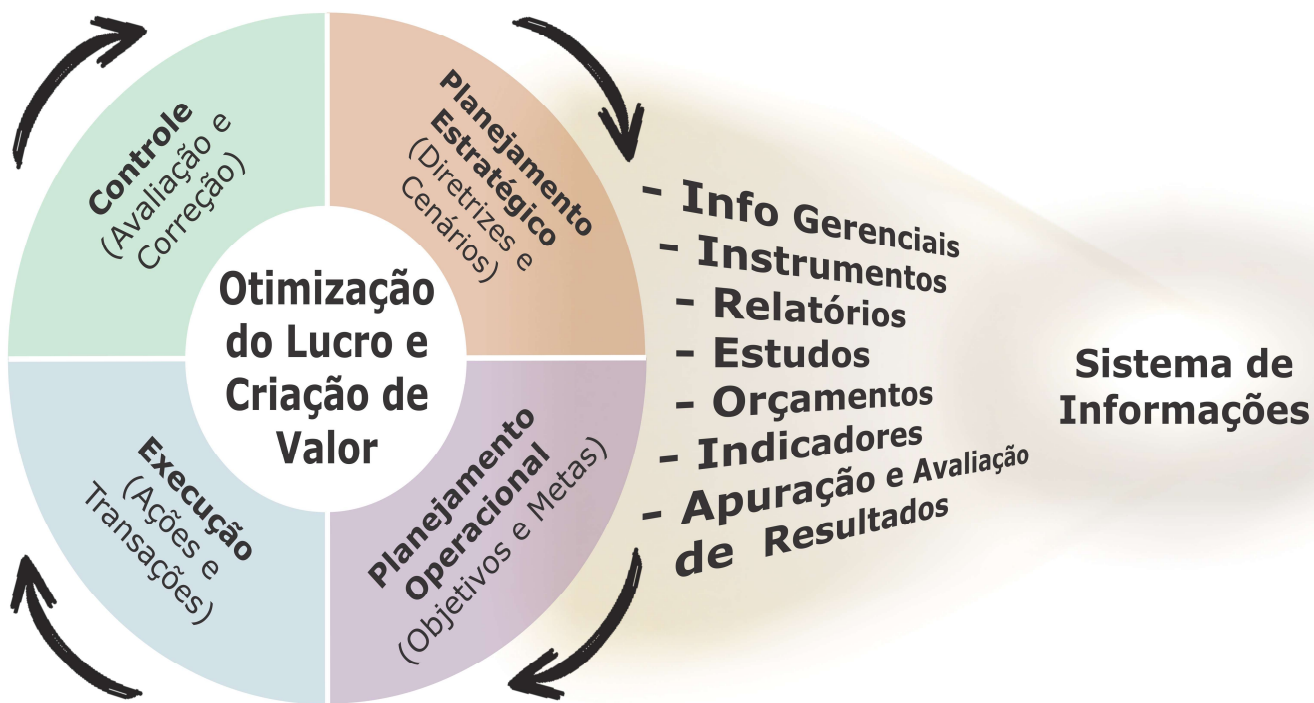 Controle
(Avaliação e
Correção)
Planejamento
Estratégico
(Diretrizes e
Cenários)
Otimização
do Lucro e
Criação de
Valor
Execução
(Ações e
Transações)
Planejamento
Operacional
(Objetivos e Metas)
– Info Gerenciais
– Instrumentos
– Relatórios
– Estudos
– Orçamentos
– Indicadores
– Apuração e Avaliação
de Resultados
Sistema de
Informações